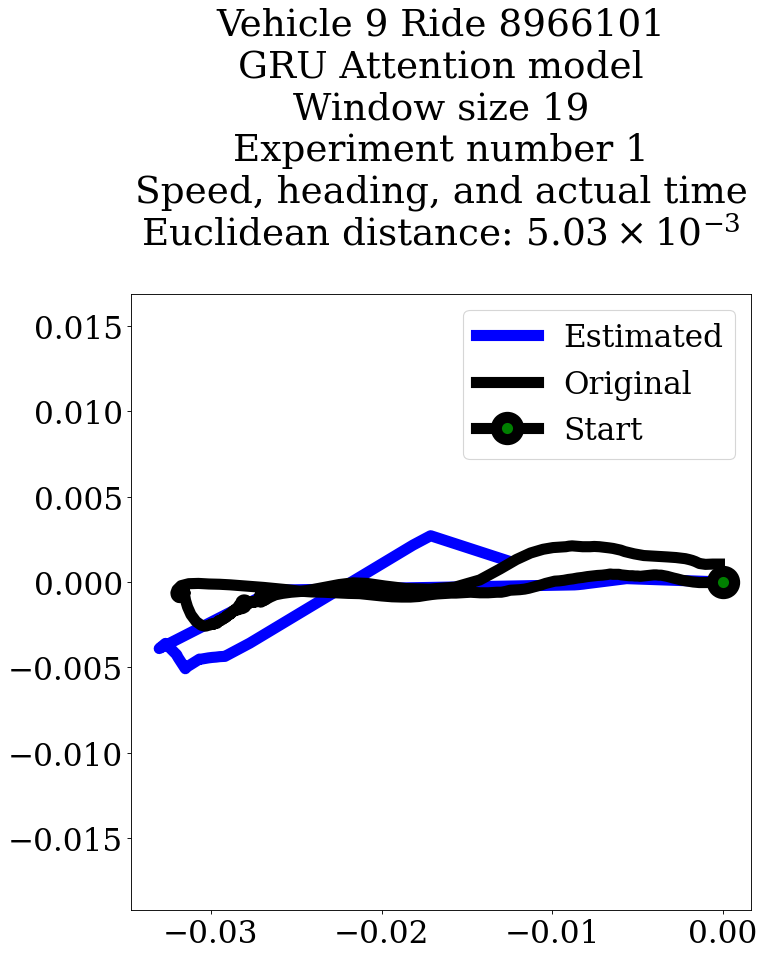 Vehicle 9 Ride 8966101
GRU Attention model
Window size 19
Experiment number 1
Speed, heading, and actual time
Euclidean distance: 5.03 × 10⁻³
Estimated
Original
Start
0.015
0.010
0.005
0.000
−0.005
−0.010
−0.015
−0.03 −0.02 −0.01 0.00